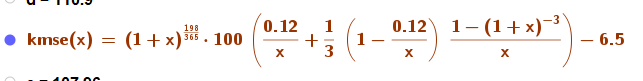 kmse(x) = (1 + x)^(198/365) · 100 (0.12/x + 1/3 (1 − 0.12/x) (1 − (1 + x)^−3)/x) − 6.5